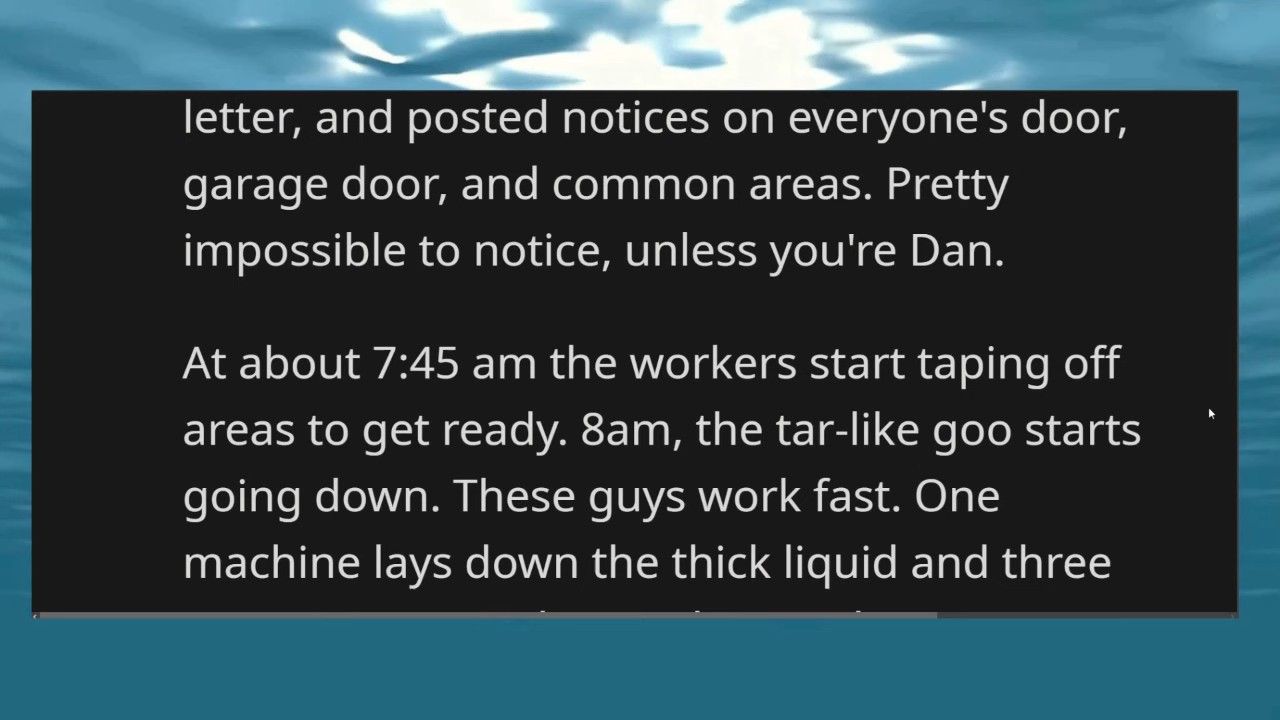 letter, and posted notices on everyone's door,
garage door, and common areas. Pretty
impossible to notice, unless you're Dan.
At about 7:45 am the workers start taping off
areas to get ready. 8am, the tar-like goo starts
going down. These guys work fast. One
machine lays down the thick liquid and three